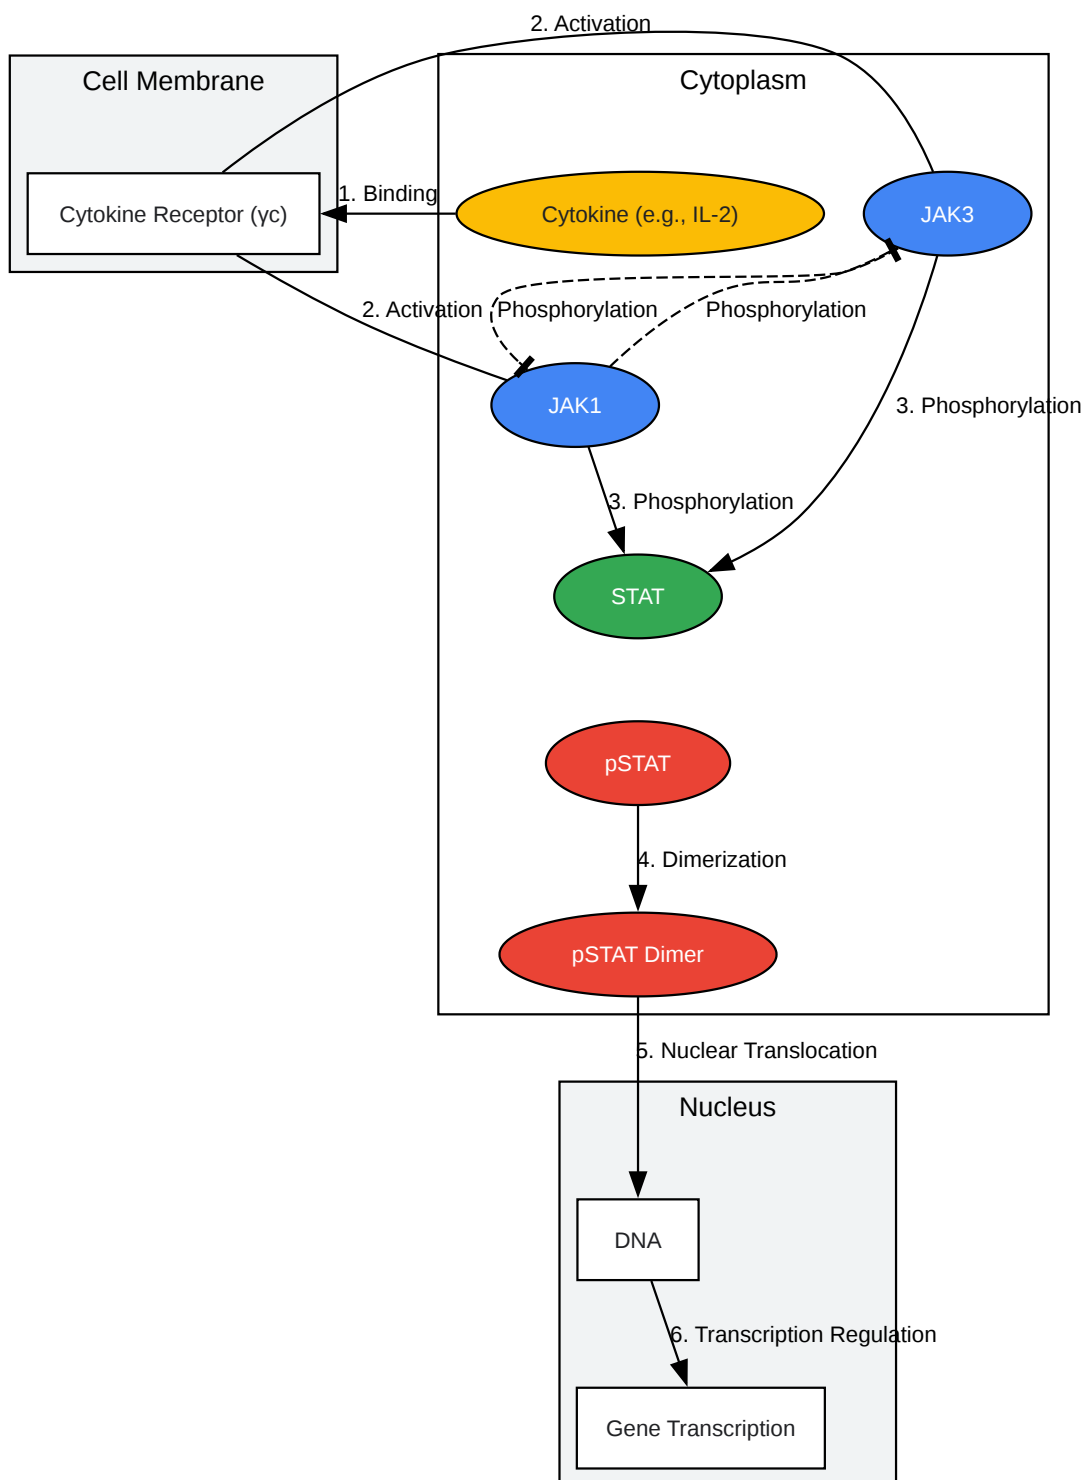 2. Activation
Cell Membrane
Cytoplasm
1. Binding
Cytokine Receptor (γc)
Cytokine (e.g., IL-2)
JAK3
2. Activation
Phosphorylation
Phosphorylation
JAK1
3. Phosphorylation
3. Phosphorylation
STAT
pSTAT
4. Dimerization
pSTAT Dimer
5. Nuclear Translocation
Nucleus
DNA
6. Transcription Regulation
Gene Transcription